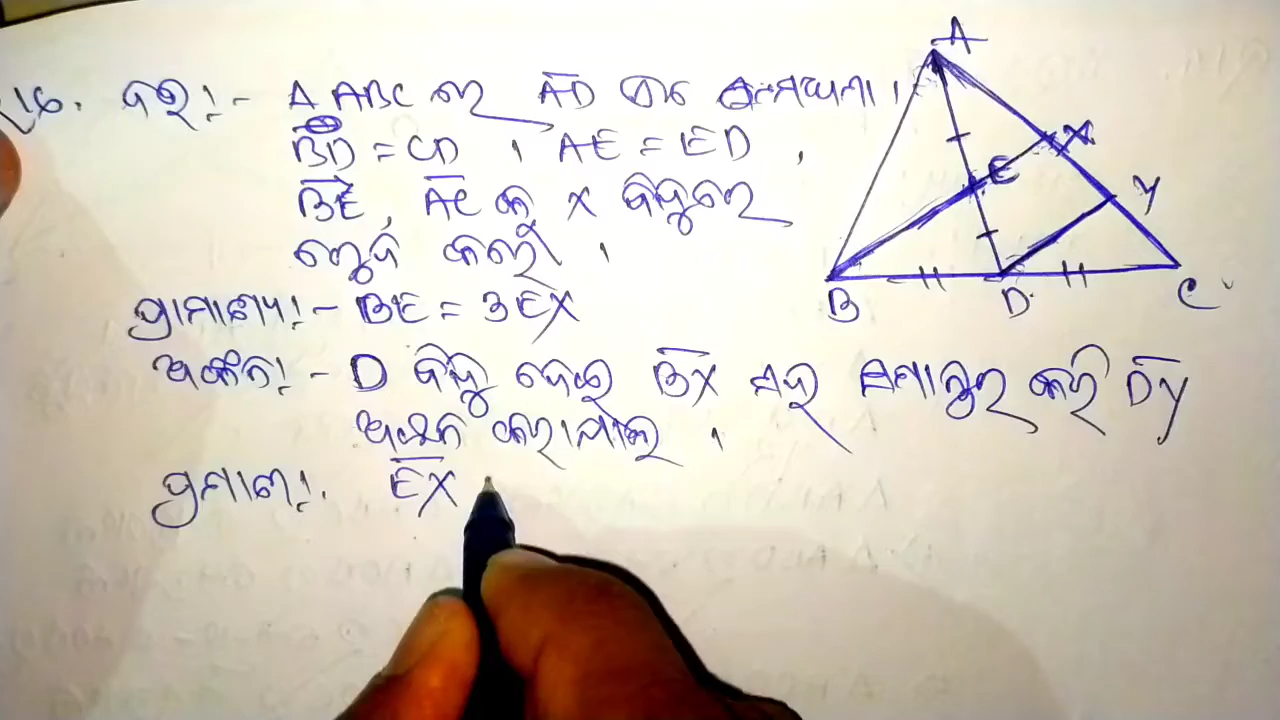 16. ଦତ୍ତ:- Δ ABC ରେ AD ଏକ ମଧ୍ୟମା ।
BD = CD , AE = ED ,
BE, AC କୁ X ବିନ୍ଦୁରେ
ଛେଦ କରେ ।
ପ୍ରାମାଣ୍ୟ:- BE = 3EX
ଅଙ୍କନ:- D ବିନ୍ଦୁ ଦେଇ BX ସହ ସମାନ୍ତର କରି DY
ଅଙ୍କନ କରାଯାଉ ।
ପ୍ରମାଣ:. EX
A
X
E
Y
B
D
C